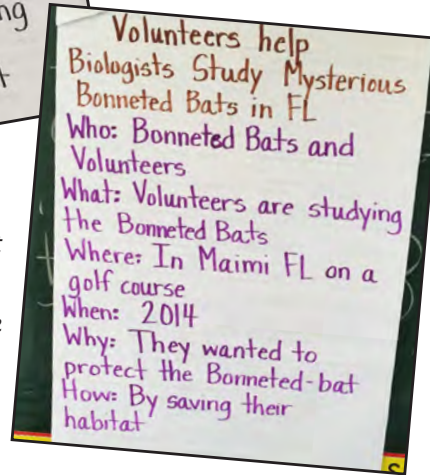 ng
t
Volunteers help
Biologists Study Mysterious
Bonneted Bats in FL
Who: Bonneted Bats and
Volunteers
What: Volunteers are studying
the Bonneted Bats
Where: In Maimi FL on a
golf course
When: 2014
Why: They wanted to
protect the Bonneted-bat
How: By saving their
habitat